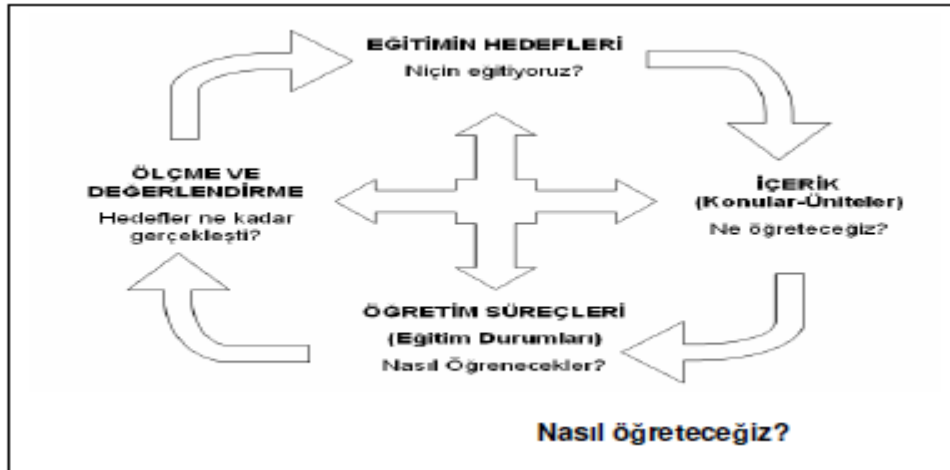 EĞİTİMİN HEDEFLERİ
Niçin eğitiyoruz?
ÖLÇME VE
DEĞERLENDİRME
Hedefler ne kadar
gerçekleşti?
İÇERİK
(Konular-Üniteler)
Ne öğreteceğiz?
ÖĞRETİM SÜREÇLERİ
(Eğitim Durumları)
Nasıl Öğrenecekler?
Nasıl öğreteceğiz?